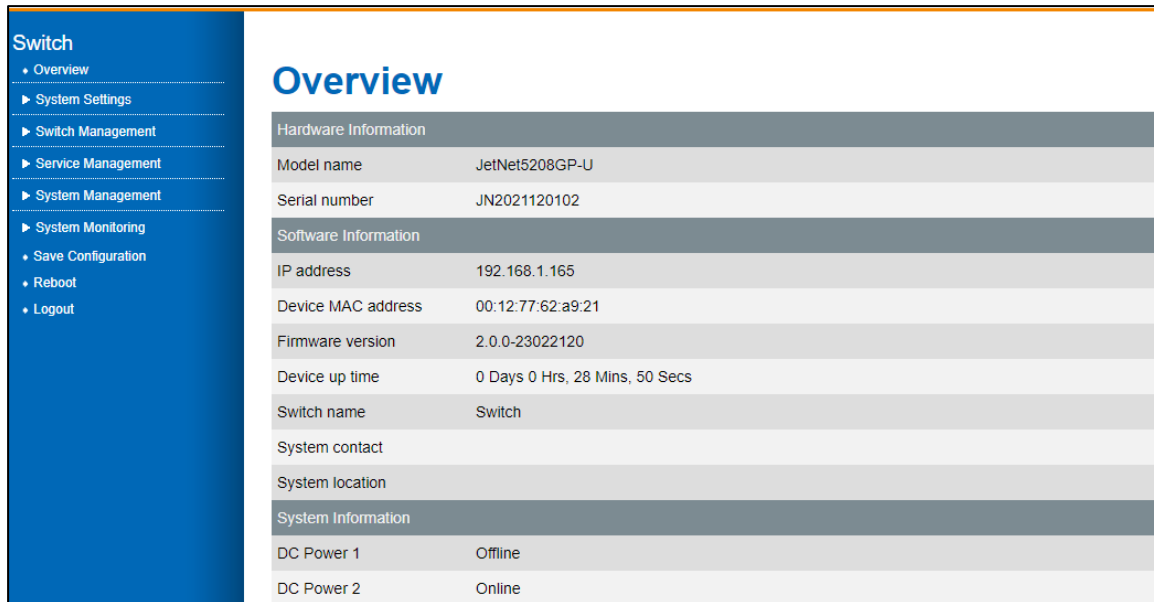 Switch
Overview
System Settings
Switch Management
Service Management
System Management
System Monitoring
Save Configuration
Reboot
Logout
Overview
Hardware Information
Model name JetNet5208GP-U
Serial number JN2021120102
Software Information
IP address 192.168.1.165
Device MAC address 00:12:77:62:a9:21
Firmware version 2.0.0-23022120
Device up time 0 Days 0 Hrs, 28 Mins, 50 Secs
Switch name Switch
System contact
System location
System Information
DC Power 1 Offline
DC Power 2 Online